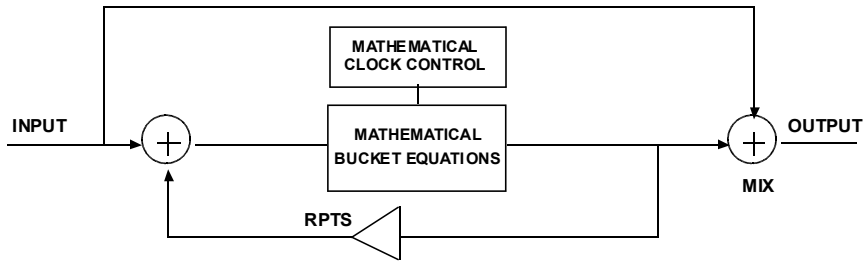 MATHEMATICAL
CLOCK CONTROL
INPUT
MATHEMATICAL
BUCKET EQUATIONS
OUTPUT
MIX
RPTS